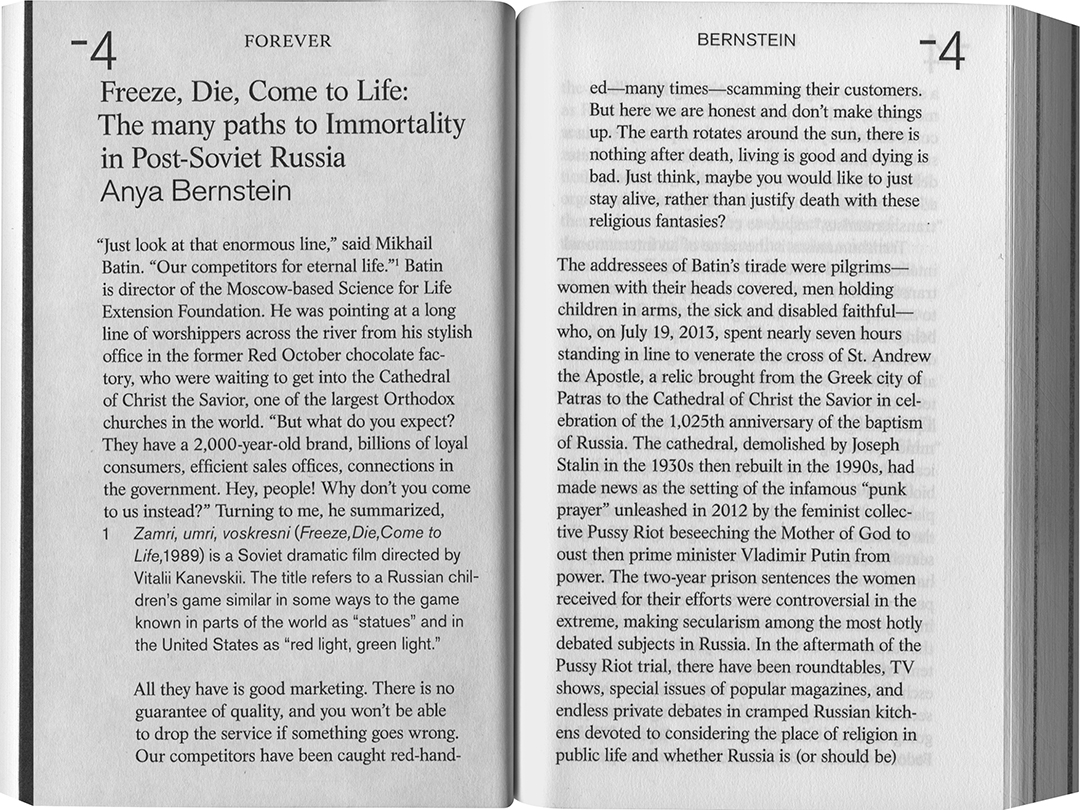 -4
FOREVER
Freeze, Die, Come to Life:
The many paths to Immortality
in Post-Soviet Russia
Anya Bernstein
“Just look at that enormous line,” said Mikhail
Batin. “Our competitors for eternal life.”¹ Batin
is director of the Moscow-based Science for Life
Extension Foundation. He was pointing at a long
line of worshippers across the river from his stylish
office in the former Red October chocolate fac-
tory, who were waiting to get into the Cathedral
of Christ the Savior, one of the largest Orthodox
churches in the world. “But what do you expect?
They have a 2,000-year-old brand, billions of loyal
consumers, efficient sales offices, connections in
the government. Hey, people! Why don’t you come
to us instead?” Turning to me, he summarized,
1 Zamri, umri, voskresni (Freeze,Die,Come to
Life,1989) is a Soviet dramatic film directed by
Vitalii Kanevskii. The title refers to a Russian chil-
dren’s game similar in some ways to the game
known in parts of the world as “statues” and in
the United States as “red light, green light.”
All they have is good marketing. There is no
guarantee of quality, and you won’t be able
to drop the service if something goes wrong.
Our competitors have been caught red-hand-
BERNSTEIN
-4
ed—many times—scamming their customers.
But here we are honest and don’t make things
up. The earth rotates around the sun, there is
nothing after death, living is good and dying is
bad. Just think, maybe you would like to just
stay alive, rather than justify death with these
religious fantasies?
The addressees of Batin’s tirade were pilgrims—
women with their heads covered, men holding
children in arms, the sick and disabled faithful—
who, on July 19, 2013, spent nearly seven hours
standing in line to venerate the cross of St. Andrew
the Apostle, a relic brought from the Greek city of
Patras to the Cathedral of Christ the Savior in cel-
ebration of the 1,025th anniversary of the baptism
of Russia. The cathedral, demolished by Joseph
Stalin in the 1930s then rebuilt in the 1990s, had
made news as the setting of the infamous “punk
prayer” unleashed in 2012 by the feminist collec-
tive Pussy Riot beseeching the Mother of God to
oust then prime minister Vladimir Putin from
power. The two-year prison sentences the women
received for their efforts were controversial in the
extreme, making secularism among the most hotly
debated subjects in Russia. In the aftermath of the
Pussy Riot trial, there have been roundtables, TV
shows, special issues of popular magazines, and
endless private debates in cramped Russian kitch-
ens devoted to considering the place of religion in
public life and whether Russia is (or should be)